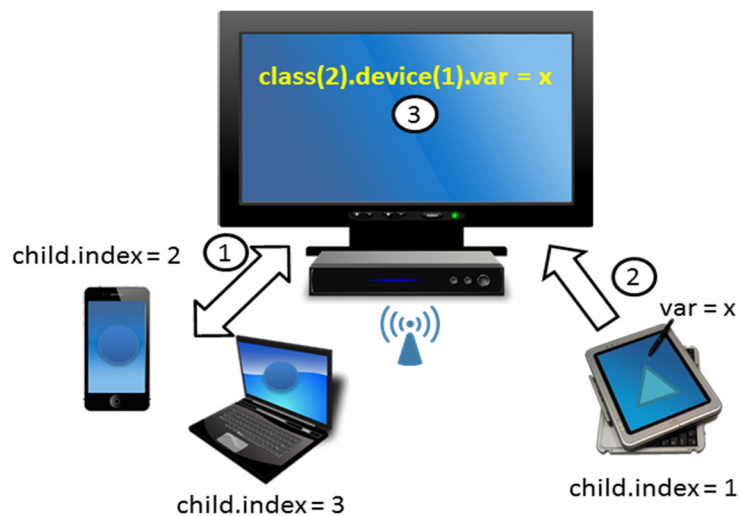 class(2).device(1).var = x
3
child.index = 2
1
2
var = x
child.index = 3
child.index = 1